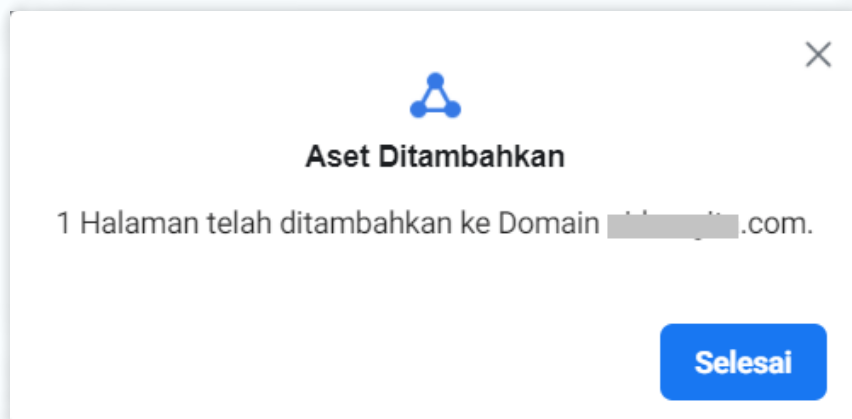 Aset Ditambahkan
1 Halaman telah ditambahkan ke Domain .com.
Selesai